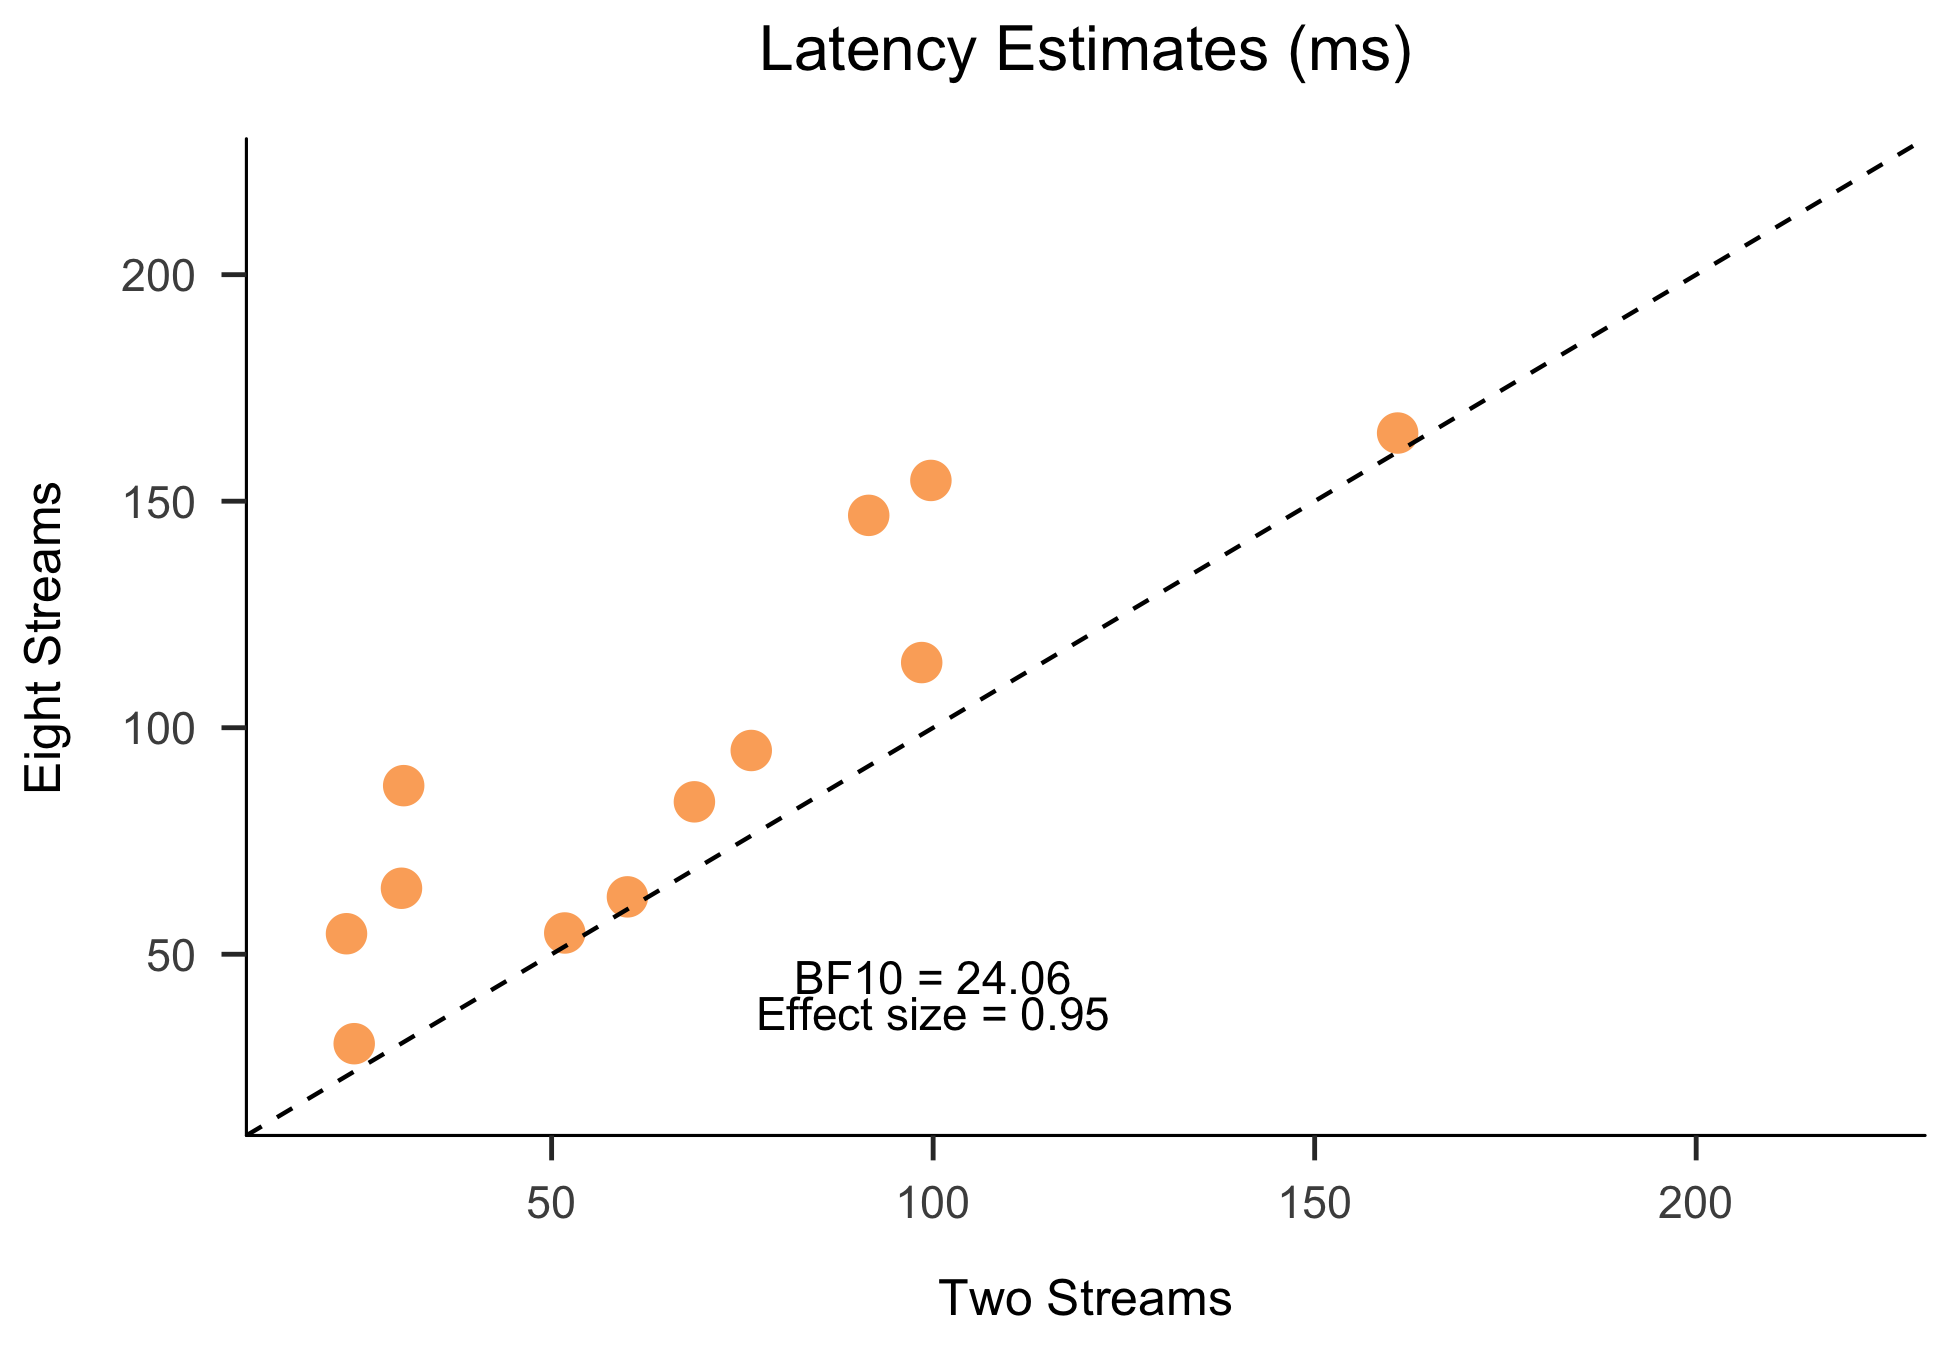 Latency Estimates (ms)
Eight Streams
200
150
100
50
BF10 = 24.06
Effect size = 0.95
50
100
150
200
Two Streams